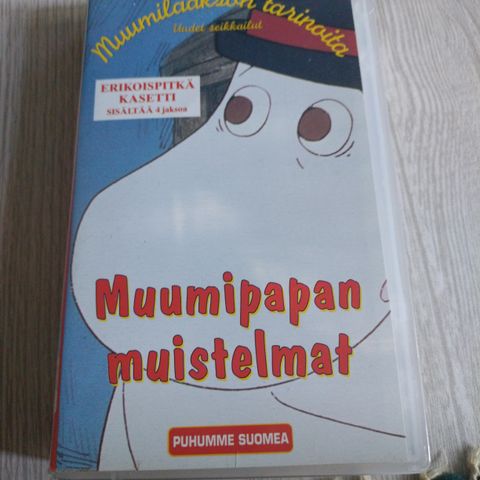 Muumilaakson tarinoita
Uudet seikkailut
ERIKOISPITKÄ
KASETTI
SISÄLTÄÄ 4 jaksoa
Muumipapan
muistelmat
PUHUMME SUOMEA